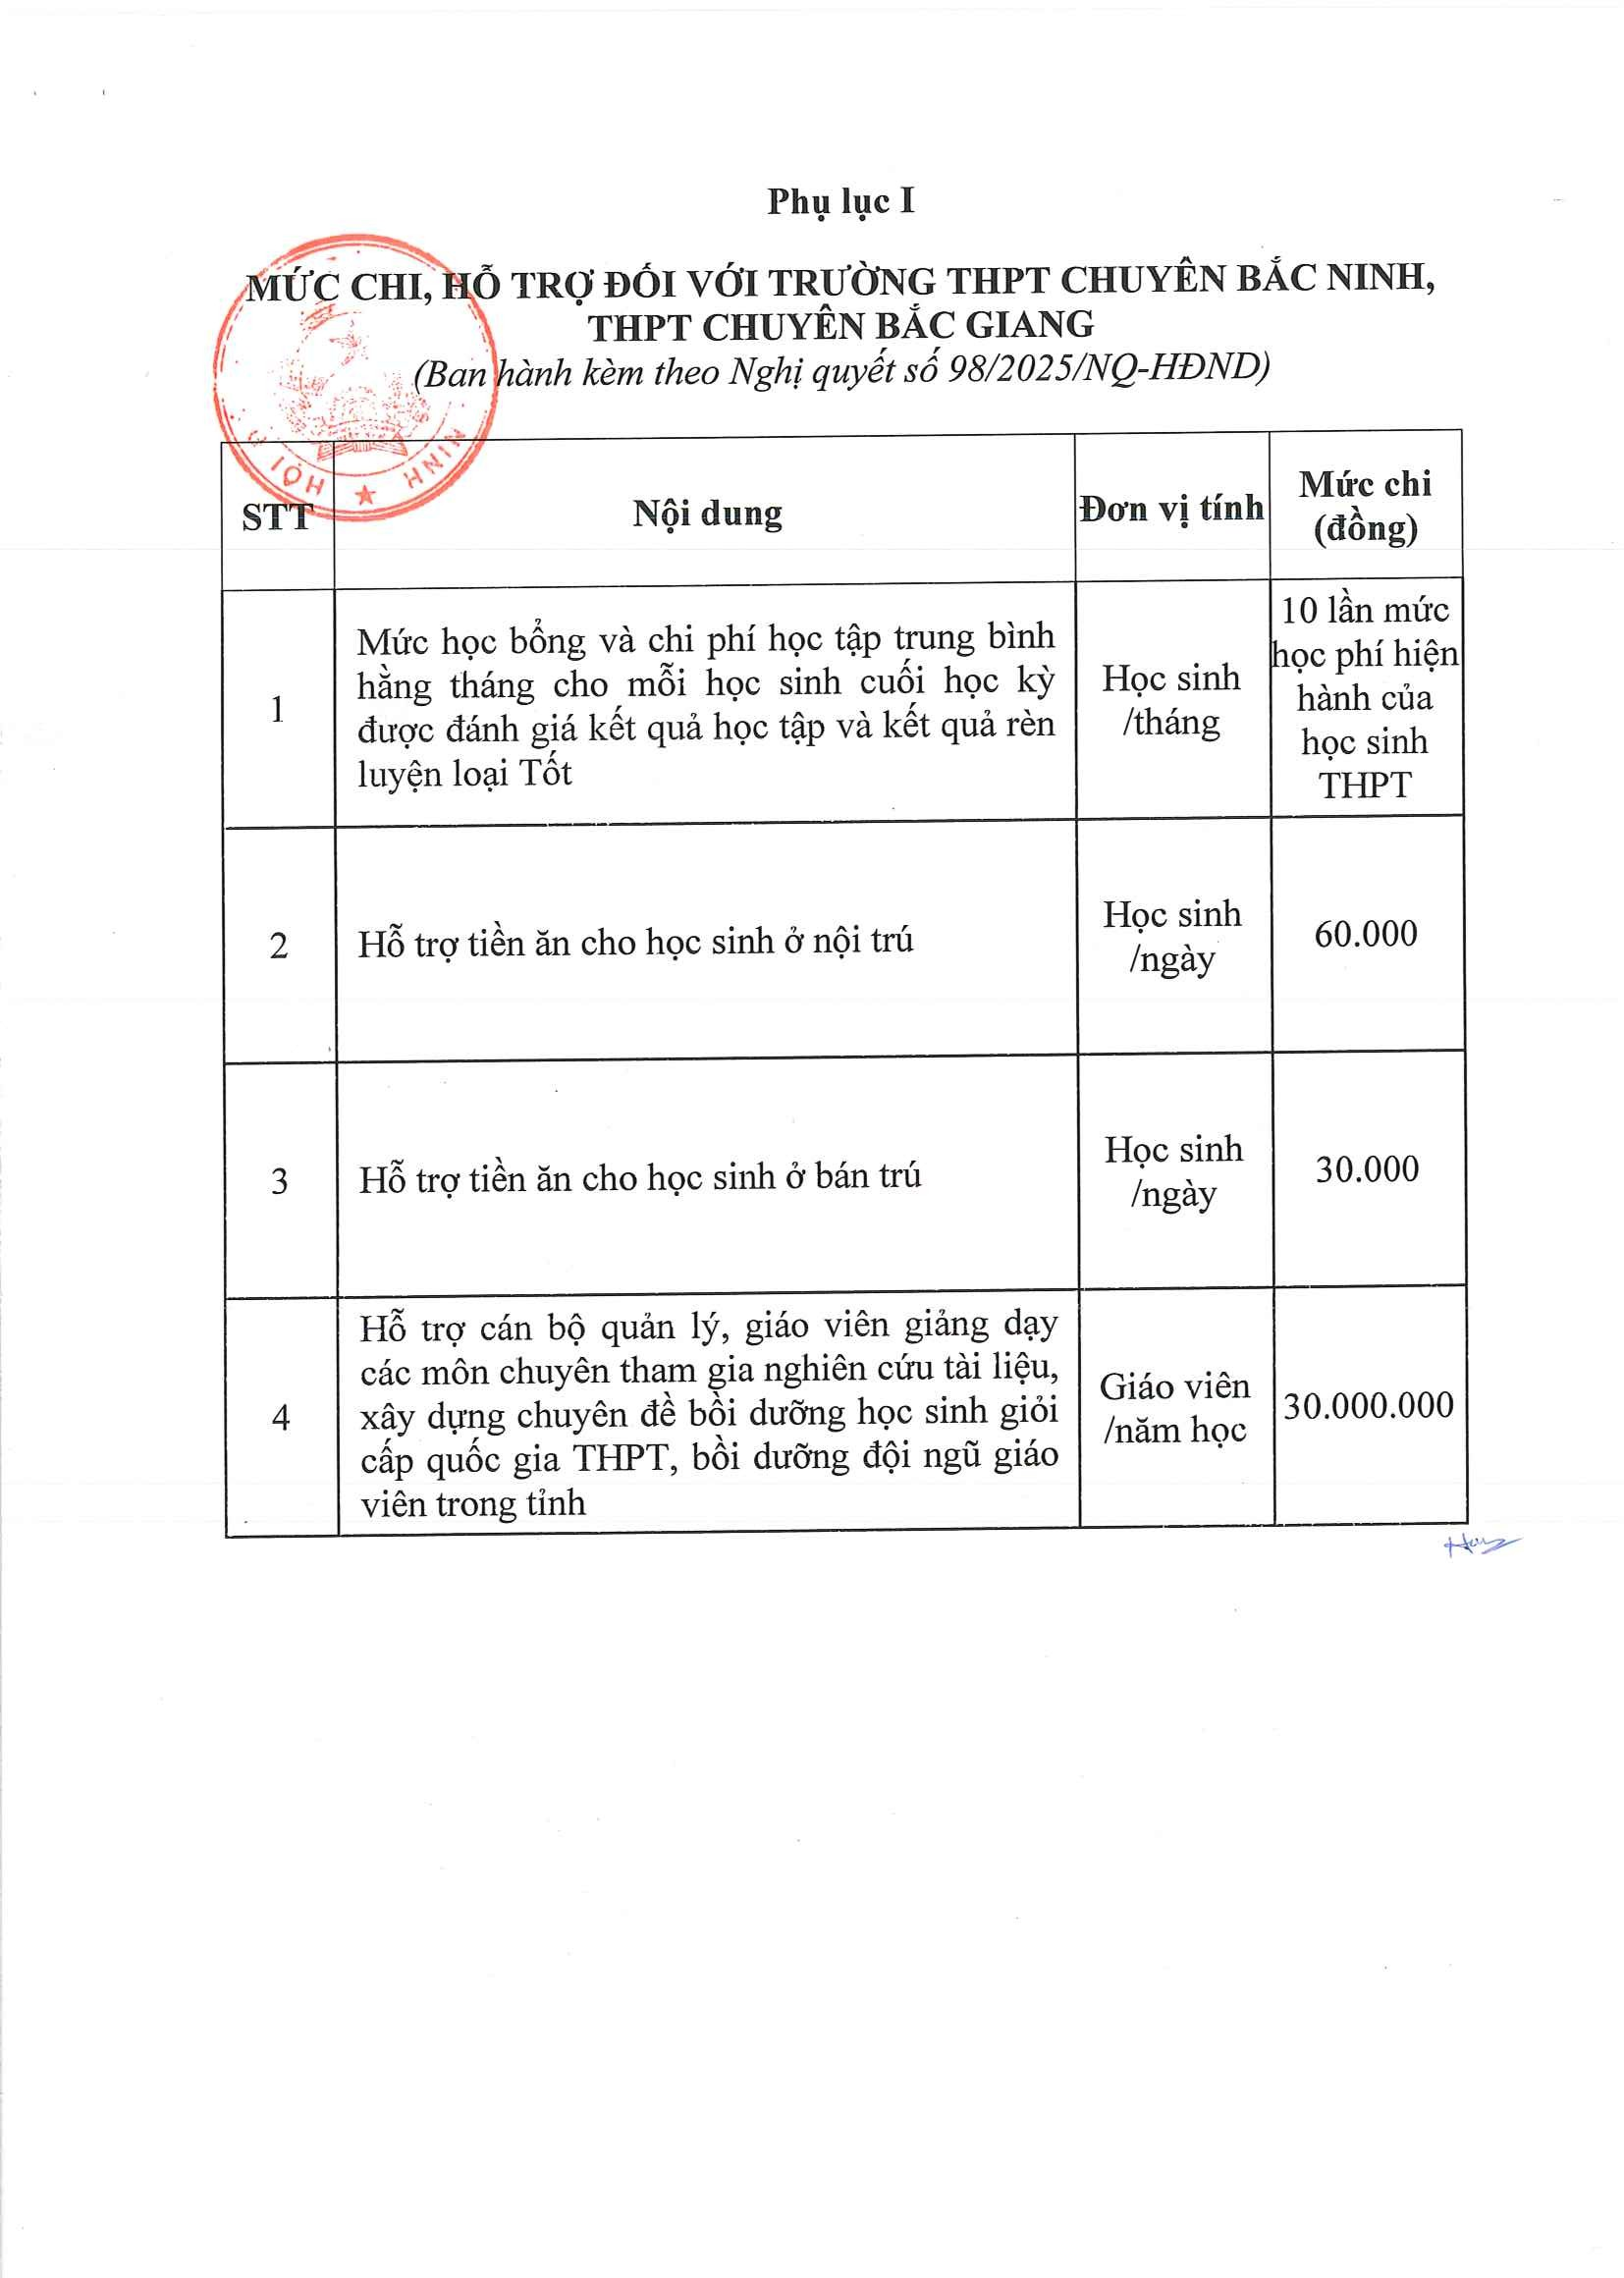 Phụ lục I
MỨC CHI, HỖ TRỢ ĐỐI VỚI TRƯỜNG THPT CHUYÊN BẮC NINH,
THPT CHUYÊN BẮC GIANG
(Ban hành kèm theo Nghị quyết số 98/2025/NQ-HĐND)
HỘI
NINH
STT
Nội dung
Đơn vị tính
Mức chi
(đồng)
1
Mức học bổng và chi phí học tập trung bình
hằng tháng cho mỗi học sinh cuối học kỳ
được đánh giá kết quả học tập và kết quả rèn
luyện loại Tốt
Học sinh
/tháng
10 lần mức
học phí hiện
hành của
học sinh
THPT
2
Hỗ trợ tiền ăn cho học sinh ở nội trú
Học sinh
/ngày
60.000
3
Hỗ trợ tiền ăn cho học sinh ở bán trú
Học sinh
/ngày
30.000
4
Hỗ trợ cán bộ quản lý, giáo viên giảng dạy
các môn chuyên tham gia nghiên cứu tài liệu,
xây dựng chuyên đề bồi dưỡng học sinh giỏi
cấp quốc gia THPT, bồi dưỡng đội ngũ giáo
viên trong tỉnh
Giáo viên
/năm học
30.000.000